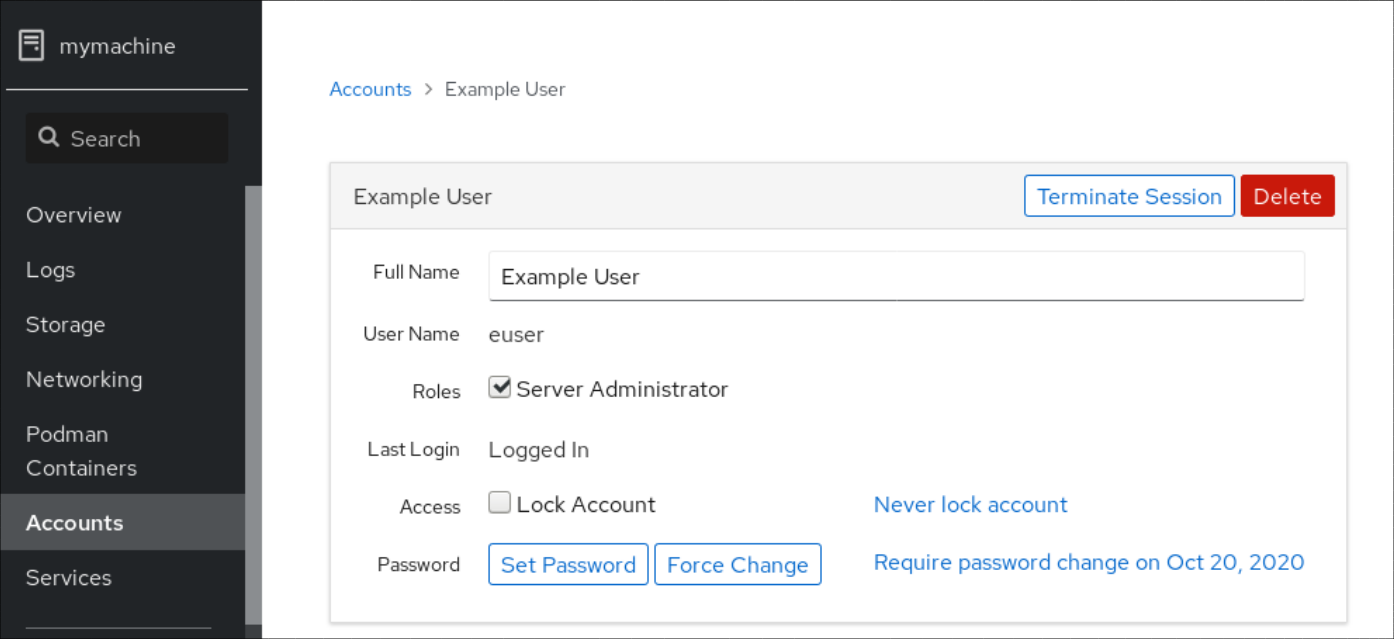 mymachine
Search
Overview
Logs
Storage
Networking
Podman
Containers
Accounts
Services
Accounts > Example User
Example User Terminate Session Delete
Full Name Example User
User Name euser
Roles Server Administrator
Last Login Logged In
Access Lock Account Never lock account
Password Set Password Force Change Require password change on Oct 20, 2020